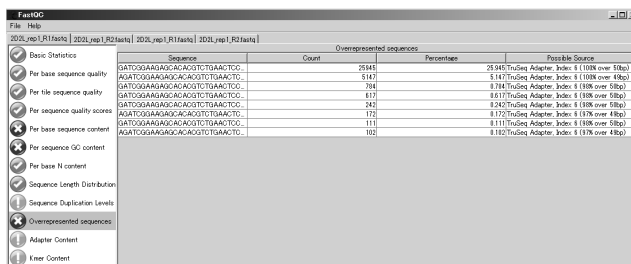 FastQC
File Help
2D2L_rep1_R1.fastq 2D2L_rep1_R2.fastq 2D2L_rep1_R1.fastq 2D2L_rep1_R2.fastq
Basic Statistics
Per base sequence quality
Per tile sequence quality
Per sequence quality scores
Per base sequence content
Per sequence GC content
Per base N content
Sequence Length Distribution
Sequence Duplication Levels
Overrepresented sequences
Adapter Content
Kmer Content
Overrepresented sequences
Sequence Count Percentage Possible Source
GATCGGAAGAGCACACGTCTGAACTCC... 25945 25.945 TruSeq Adapter, Index 6 (100% over 50bp)
AGATCGGAAGAGCACACGTCTGAACTC... 5147 5.147 TruSeq Adapter, Index 6 (100% over 49bp)
GATCGGAAGAGCACACGTCTGAACTCC... 784 0.784 TruSeq Adapter, Index 6 (98% over 50bp)
GATCGGAAGAGCACACGTCTGAACTCC... 617 0.617 TruSeq Adapter, Index 6 (98% over 50bp)
GATCGGAAGAGCACACGTCTGAACTCC... 242 0.242 TruSeq Adapter, Index 6 (98% over 50bp)
AGATCGGAAGAGCACACGTCTGAACTC... 172 0.172 TruSeq Adapter, Index 6 (97% over 49bp)
GATCGGAAGAGCACACGTCTGAACTCC... 111 0.111 TruSeq Adapter, Index 6 (98% over 50bp)
AGATCGGAAGAGCACACGTCTGAACTC... 102 0.102 TruSeq Adapter, Index 6 (97% over 49bp)